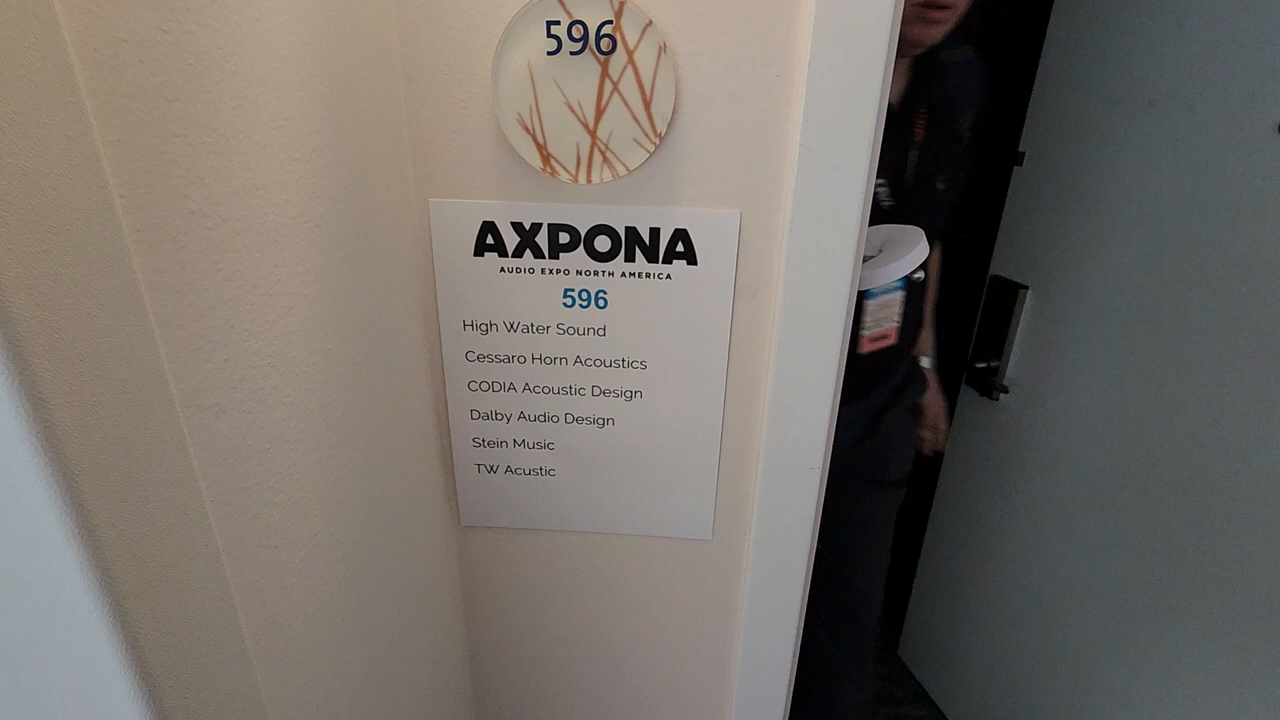 596
AXPONA
AUDIO EXPO NORTH AMERICA
596
High Water Sound
Cessaro Horn Acoustics
CODIA Acoustic Design
Dalby Audio Design
Stein Music
TW Acustic